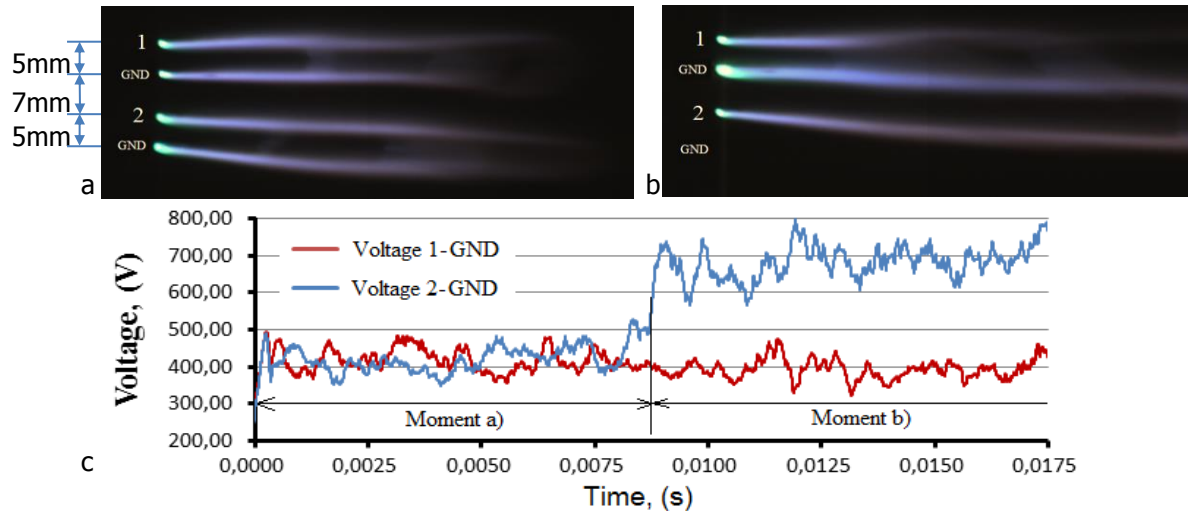 5mm
7mm
5mm
1
GND
2
GND
a
1
GND
2
GND
b
800,00
700,00
600,00
500,00
400,00
300,00
200,00
Voltage, (V)
Voltage 1-GND
Voltage 2-GND
Moment a)
Moment b)
c
0,0000
0,0025
0,0050
0,0075
0,0100
0,0125
0,0150
0,0175
Time, (s)